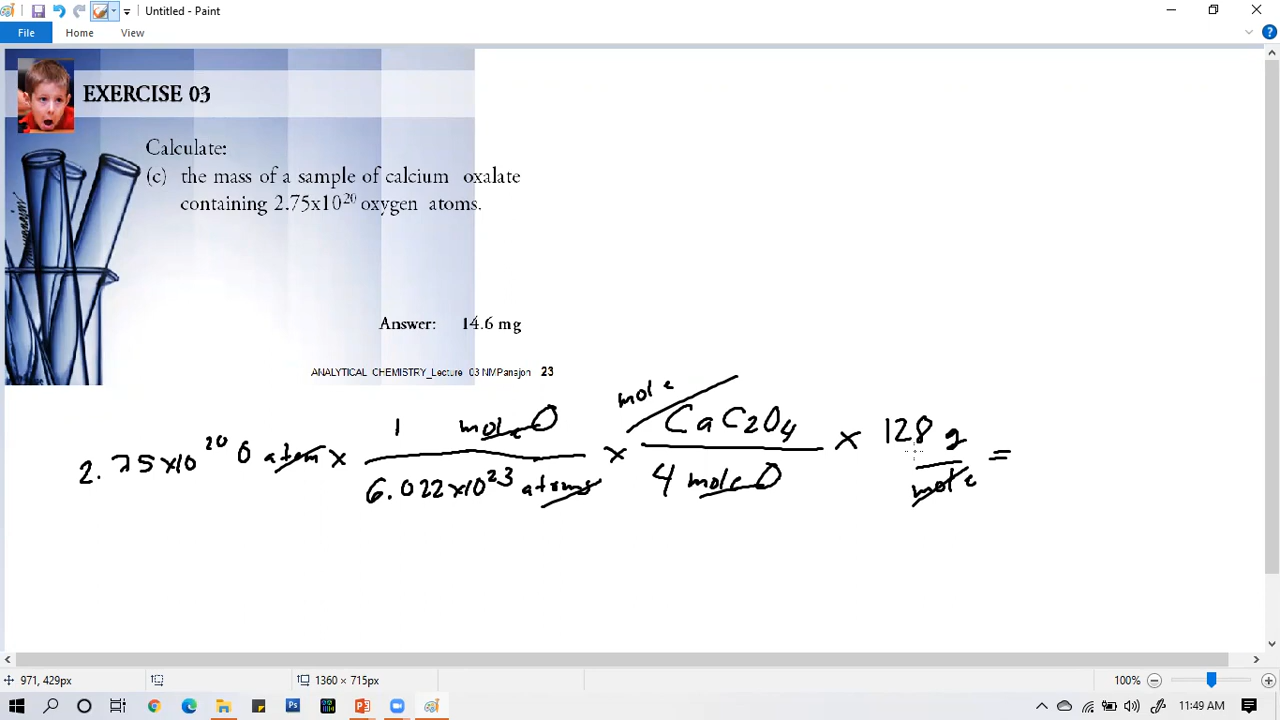 Untitled - Paint
File Home View
EXERCISE 03
Calculate:
(c) the mass of a sample of calcium oxalate
containing 2.75x10²⁰ oxygen atoms.
Answer: 14.6 mg
ANALYTICAL CHEMISTRY_Lecture 03 NMPanajon 23
2.75x10²⁰ O atom x 1 mole O / 6.022x10²³ atoms x mole CaC2O4 / 4 mole O x 128 g / mole =
971, 429px 1360 × 715px 100%
11:49 AM